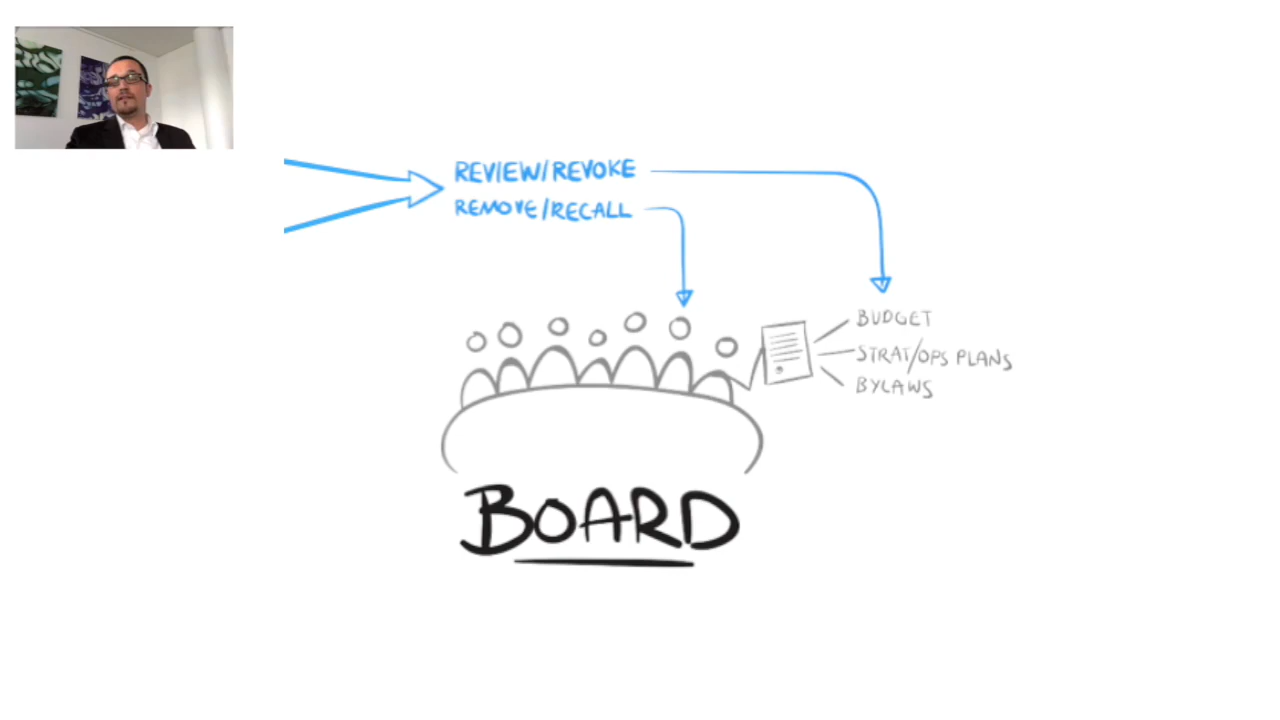 REVIEW/REVOKE
REMOVE/RECALL
BUDGET
STRAT/OPS PLANS
BYLAWS
BOARD